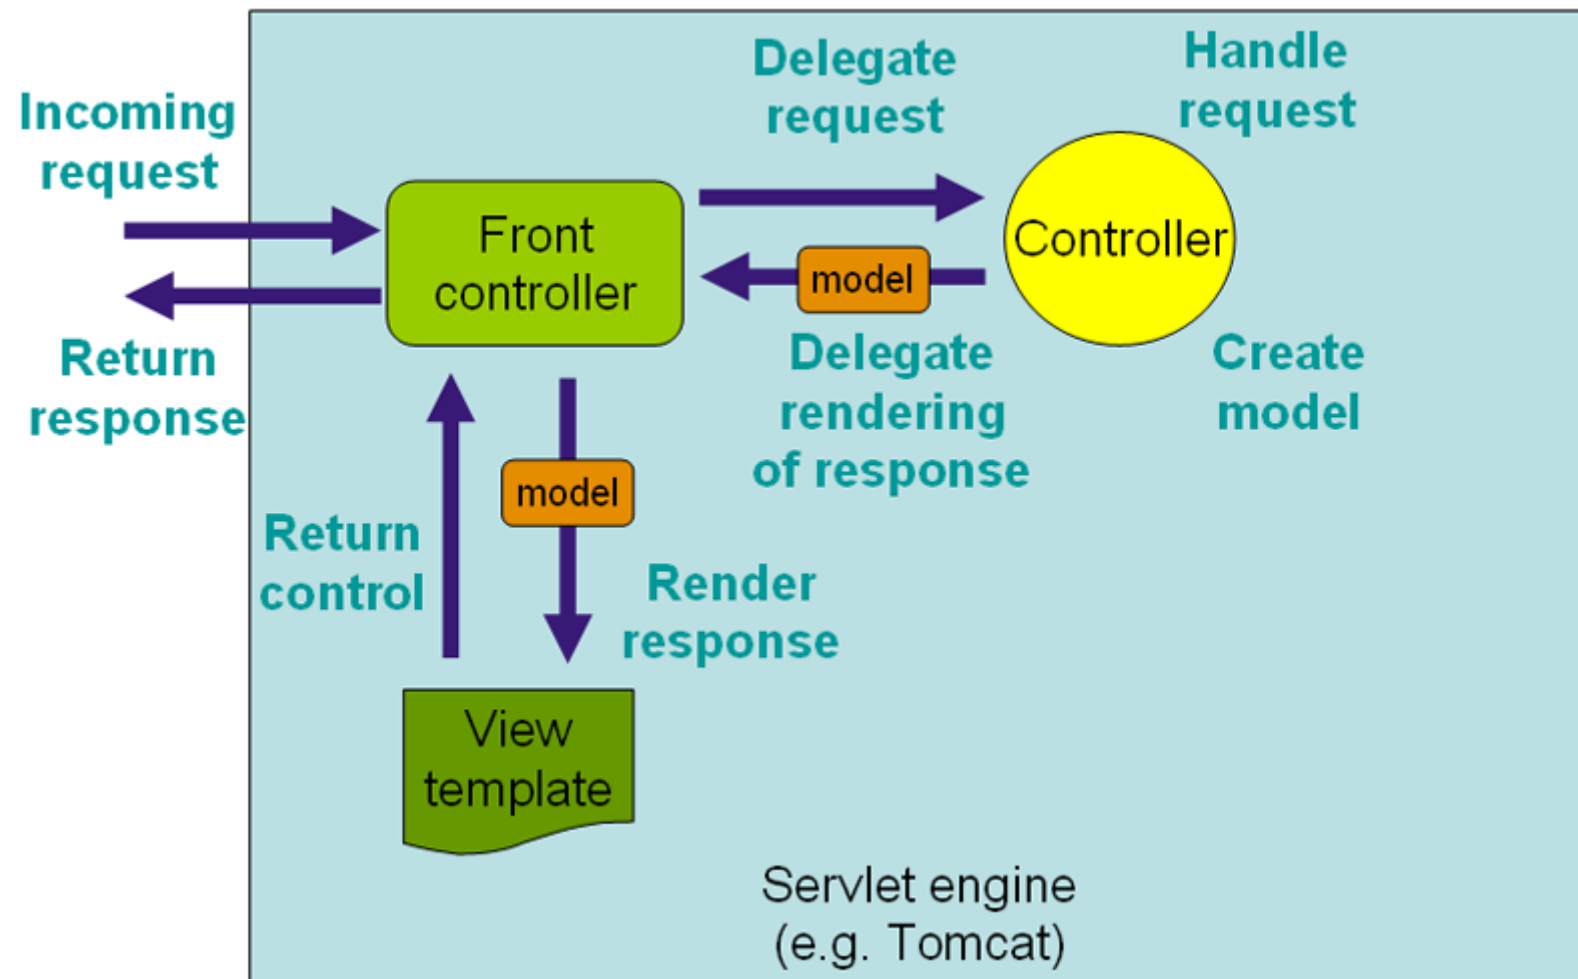 Incoming
request
Return
response
Front
controller
Delegate
request
Handle
request
Controller
model
Delegate
rendering
of response
Create
model
Return
control
model
Render
response
View
template
Servlet engine
(e.g. Tomcat)